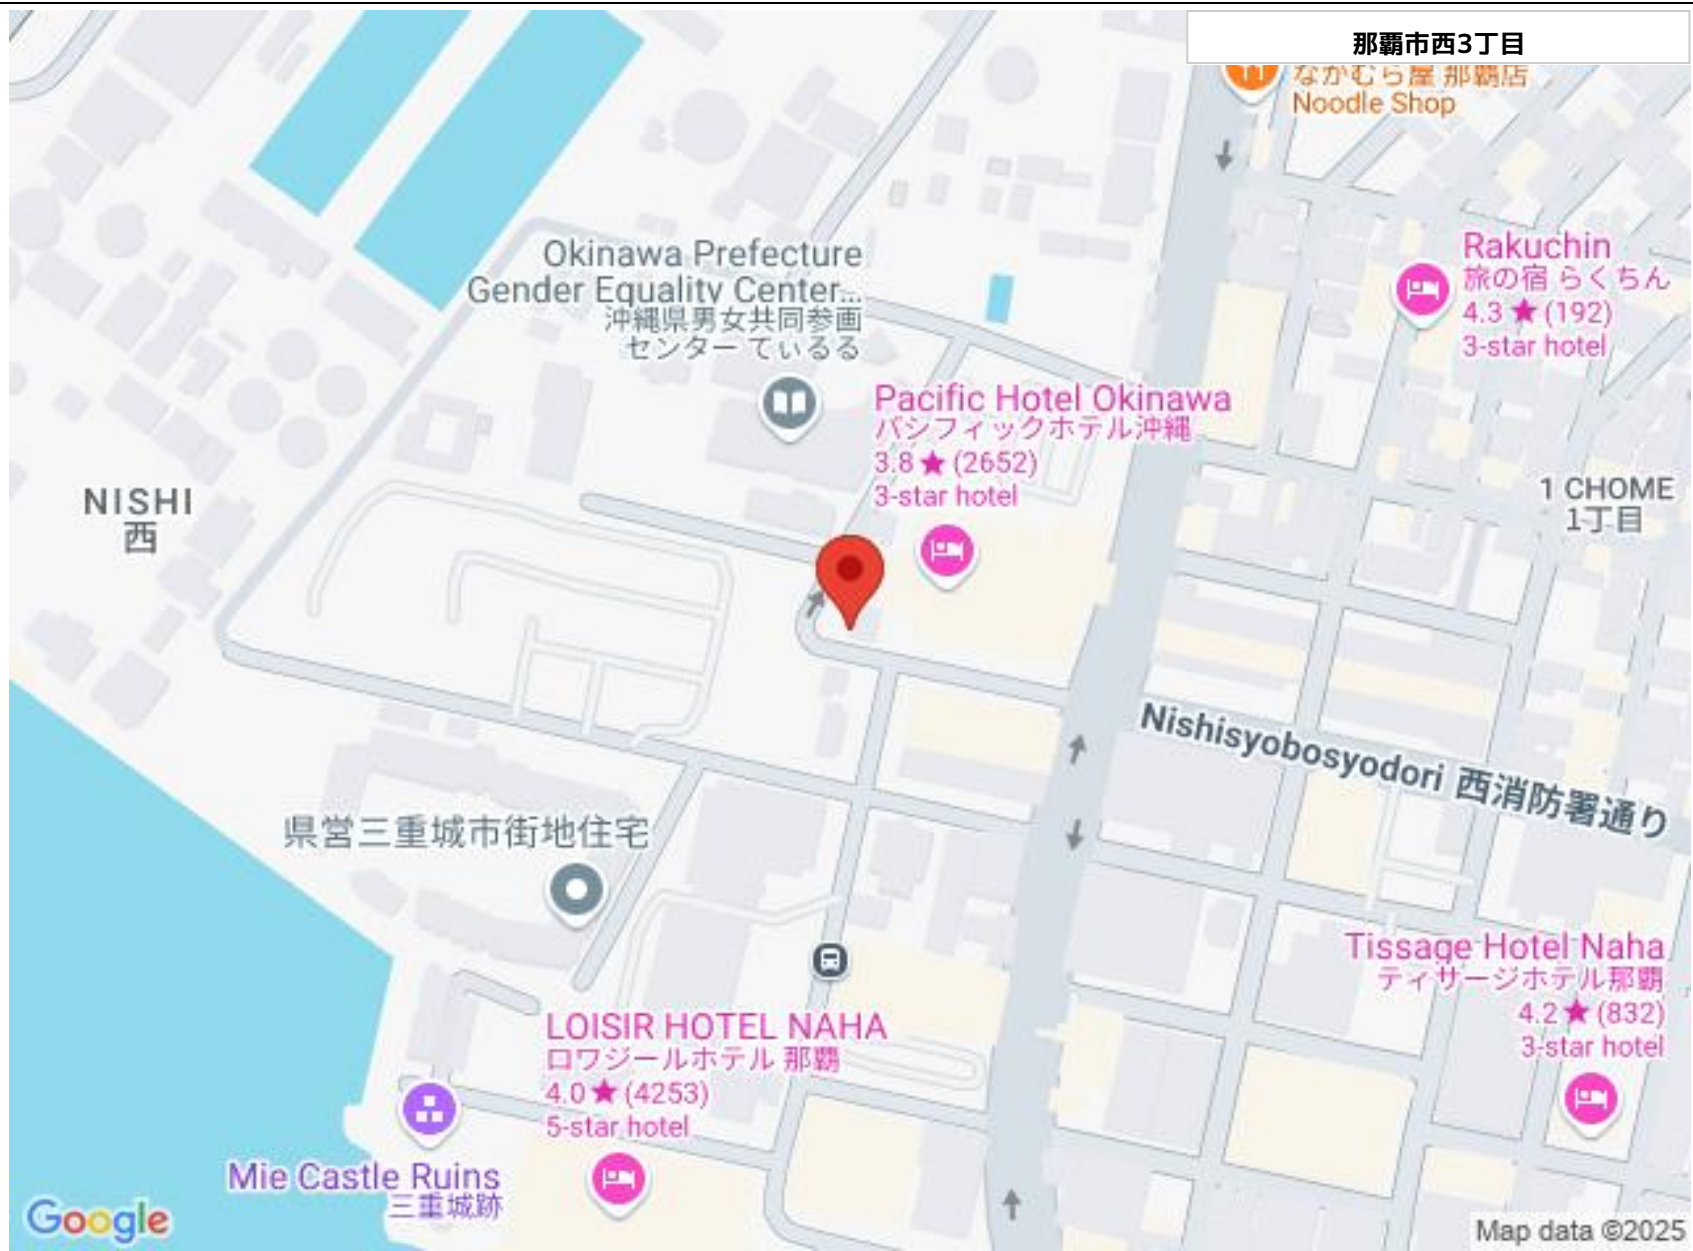 那覇市西3丁目
なかむら屋 那覇店
Noodle Shop
Okinawa Prefecture
Gender Equality Center...
沖縄県男女共同参画
センター てぃるる
Rakuchin
旅の宿 らくちん
4.3 ★ (192)
3-star hotel
Pacific Hotel Okinawa
パシフィックホテル沖縄
3.8 ★ (2652)
3-star hotel
NISHI
西
1 CHOME
1丁目
Nishisyobosyodori 西消防署通り
県営三重城市街地住宅
Tissage Hotel Naha
ティサージホテル那覇
4.2 ★ (832)
3-star hotel
LOISIR HOTEL NAHA
ロワジールホテル 那覇
4.0 ★ (4253)
5-star hotel
Mie Castle Ruins
三重城跡
Google
Map data ©2025